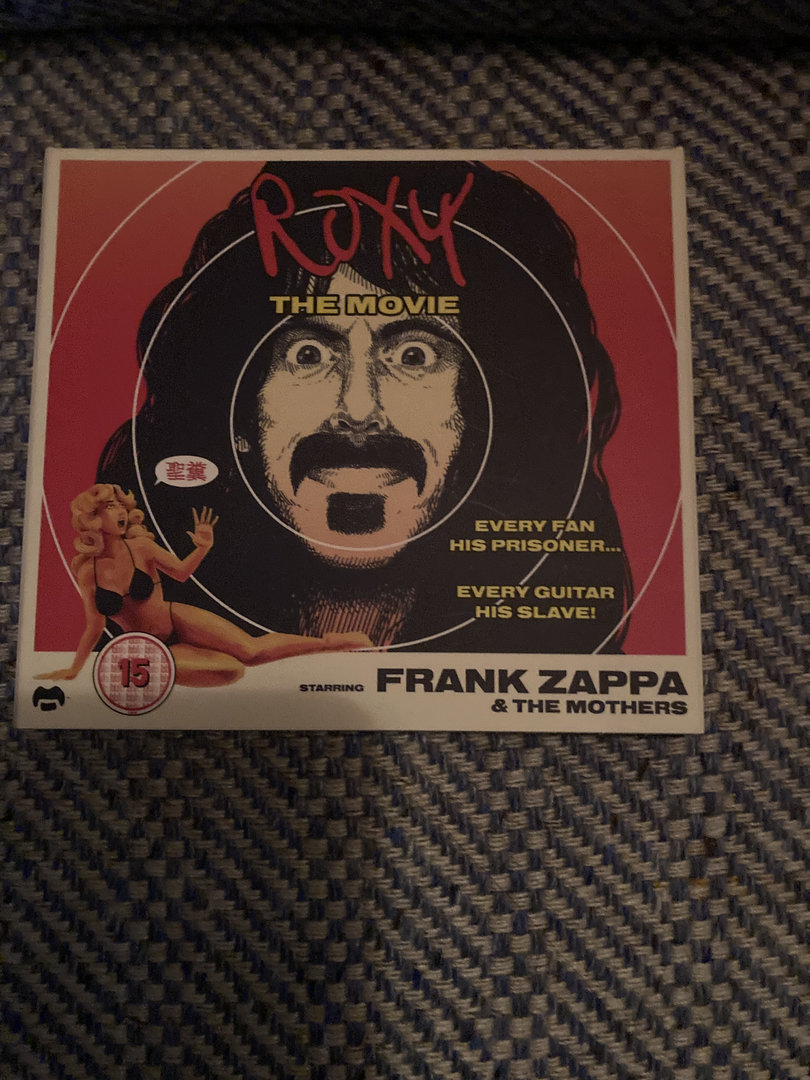 ROXY
THE MOVIE
聖糞
EVERY FAN
HIS PRISONER...
EVERY GUITAR
HIS SLAVE!
15
STARRING FRANK ZAPPA
& THE MOTHERS